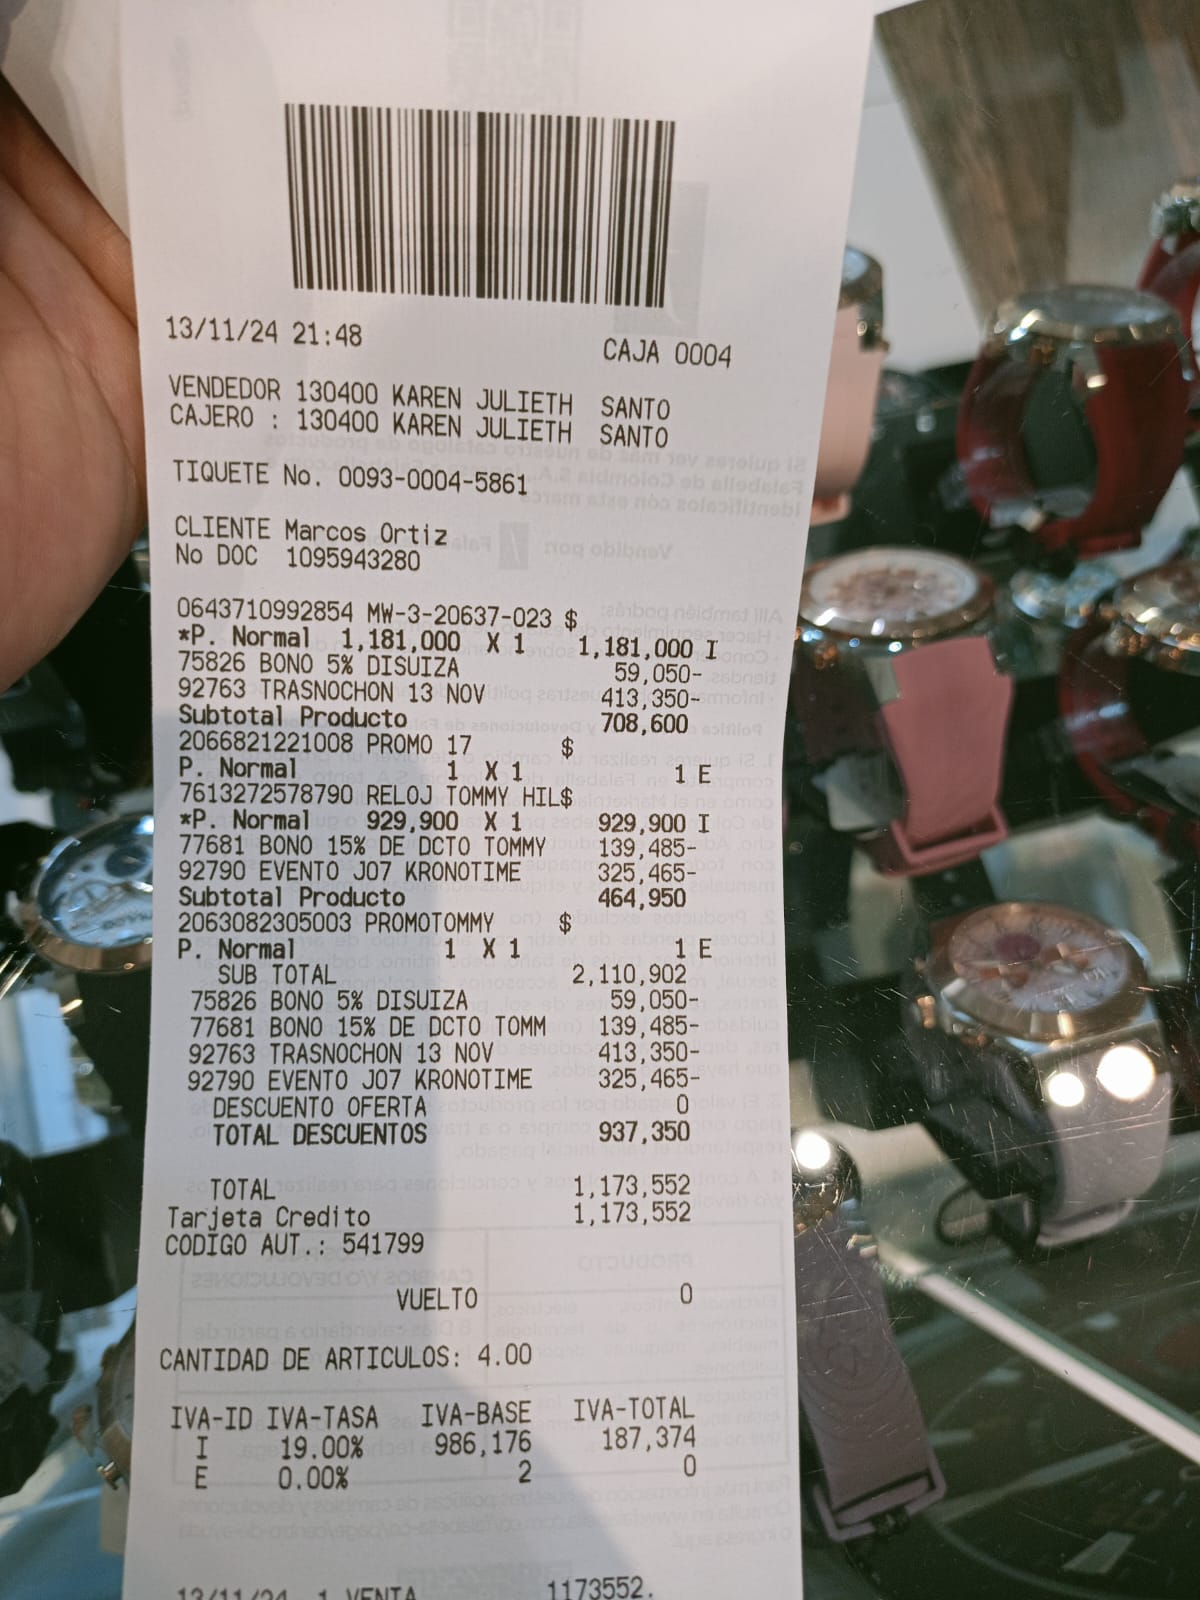 13/11/24 21:48
CAJA 0004
VENDEDOR 130400 KAREN JULIETH SANTO
CAJERO : 130400 KAREN JULIETH SANTO
TIQUETE No. 0093-0004-5861
CLIENTE Marcos Ortiz
No DOC 1095943280
0643710992854 MW-3-20637-023 $
*P. Normal 1,181,000 X 1 1,181,000 I
75826 BONO 5% DISUIZA 59,050-
92763 TRASNOCHON 13 NOV 413,350-
Subtotal Producto 708,600
2066821221008 PROMO 17 $
P. Normal 1 X 1 1 E
7613272578790 RELOJ TOMMY HIL$
*P. Normal 929,900 X 1 929,900 I
77681 BONO 15% DE DCTO TOMMY 139,485-
92790 EVENTO J07 KRONOTIME 325,465-
Subtotal Producto 464,950
2063082305003 PROMOTOMMY $
P. Normal 1 X 1 1 E
SUB TOTAL 2,110,902
75826 BONO 5% DISUIZA 59,050-
77681 BONO 15% DE DCTO TOMM 139,485-
92763 TRASNOCHON 13 NOV 413,350-
92790 EVENTO J07 KRONOTIME 325,465-
DESCUENTO OFERTA 0
TOTAL DESCUENTOS 937,350
TOTAL 1,173,552
Tarjeta Credito 1,173,552
CODIGO AUT.: 541799
VUELTO 0
CANTIDAD DE ARTICULOS: 4.00
IVA-ID IVA-TASA IVA-BASE IVA-TOTAL
I 19.00% 986,176 187,374
E 0.00% 2 0
13/11/24 1 VENTA 1173552.